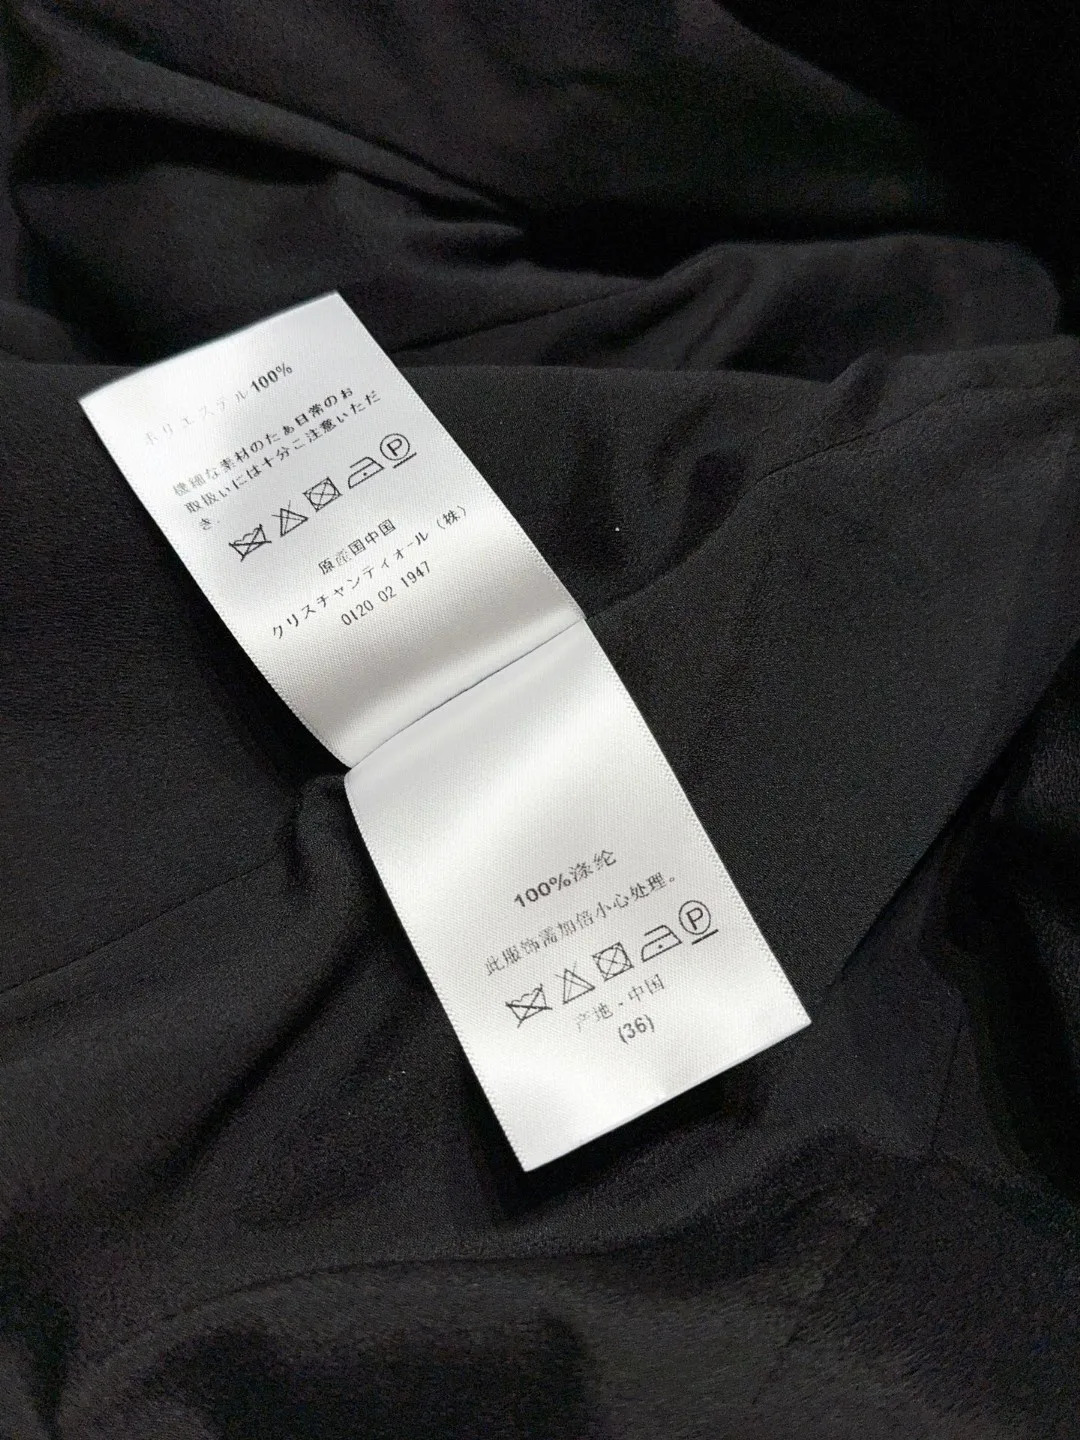 ポリエステル100%
繊細な素材のたぁ日常のお
取扱いには十分こ注意いただ
き.
P
原産国中国
クリスチャンティオール（株）
0120 02 1947
100%涤纶
此服饰需加倍小心处理。
P
产地 - 中国
(36)